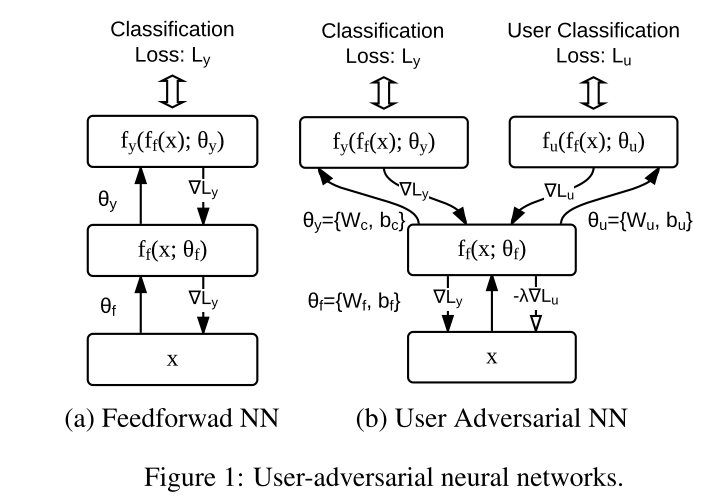 Classification
Loss: Ly
fy(ff(x); θy)
θy
∇Ly
ff(x; θf)
θf
∇Ly
x
(a) Feedforwad NN
Classification
Loss: Ly
User Classification
Loss: Lu
fy(ff(x); θy)
fu(ff(x); θu)
∇Ly
∇Lu
θy={Wc, bc}
θu={Wu, bu}
ff(x; θf)
θf={Wf, bf}
∇Ly
-λ∇Lu
x
(b) User Adversarial NN
Figure 1: User-adversarial neural networks.